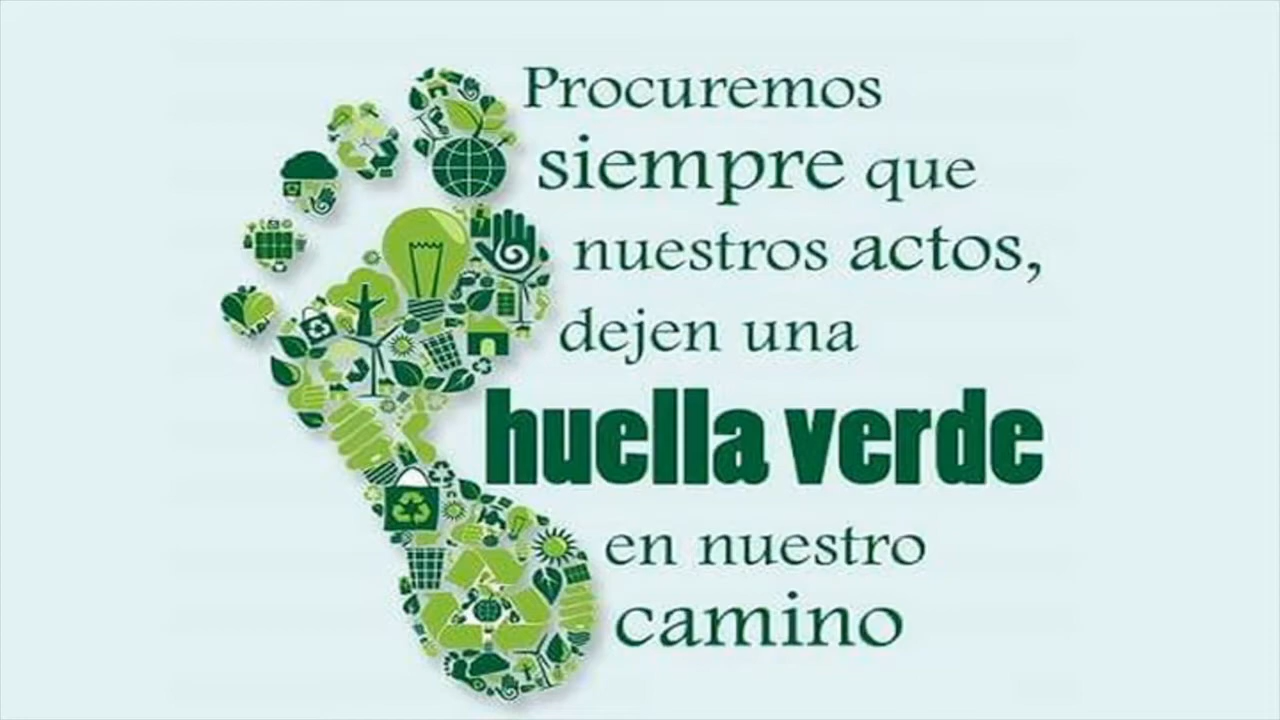 Procuremos
siempre que
nuestros actos,
dejen una
huella verde
en nuestro
camino